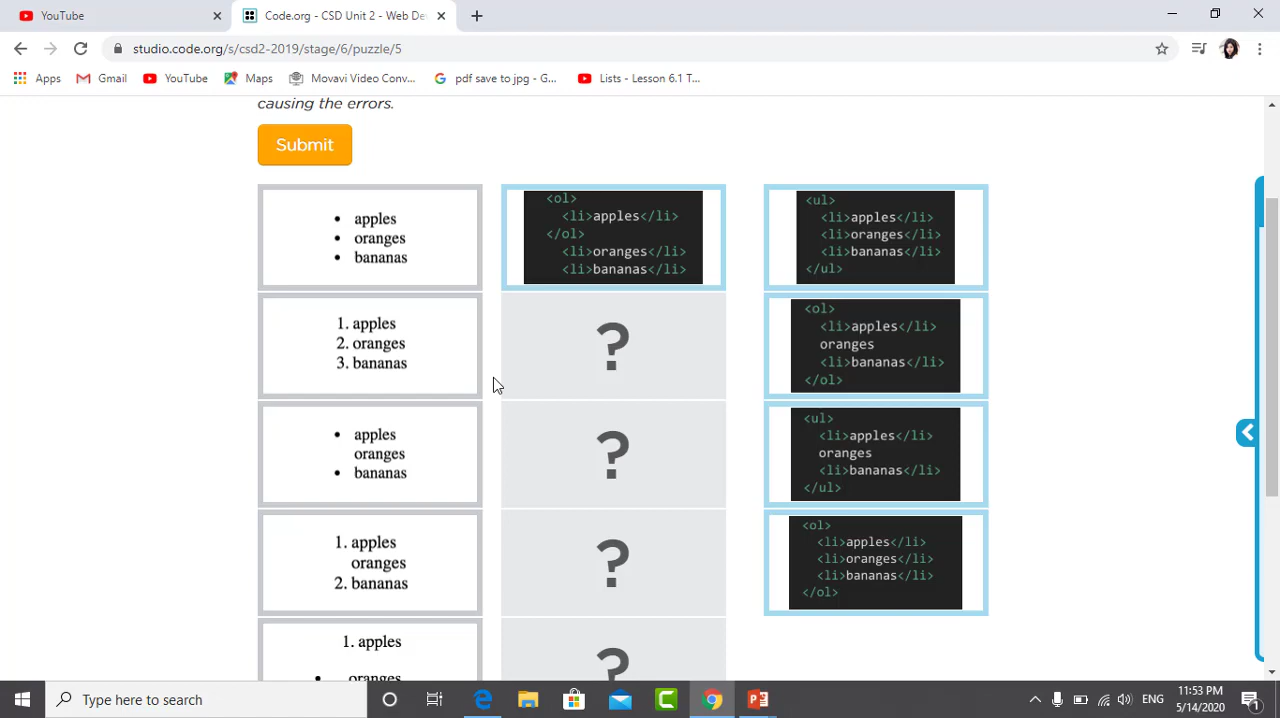 YouTube
Code.org - CSD Unit 2 - Web De
studio.code.org/s/csd2-2019/stage/6/puzzle/5
Apps
Gmail
YouTube
Maps
Movavi Video Conv...
pdf save to jpg - G...
Lists - Lesson 6.1 T...
causing the errors.
Submit
• apples
• oranges
• bananas
<ol>
<li>apples</li>
</ol>
<li>oranges</li>
<li>bananas</li>
<ul>
<li>apples</li>
<li>oranges</li>
<li>bananas</li>
</ul>
1. apples
2. oranges
3. bananas
?
<ol>
<li>apples</li>
oranges
<li>bananas</li>
</ol>
• apples
oranges
• bananas
?
<ul>
<li>apples</li>
oranges
<li>bananas</li>
</ul>
1. apples
oranges
2. bananas
?
<ol>
<li>apples</li>
<li>oranges</li>
<li>bananas</li>
</ol>
1. apples
• oranges
?
Type here to search
ENG
11:53 PM
5/14/2020
1